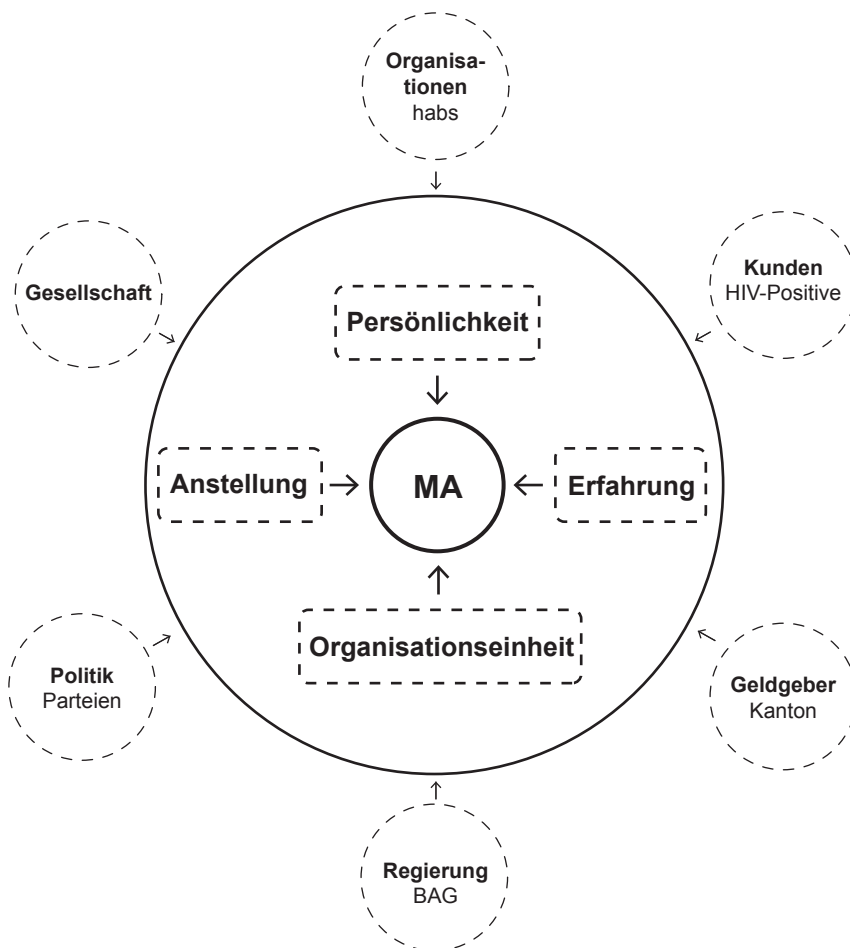 Organisa-
tionen
habs
Gesellschaft
Kunden
HIV-Positive
Persönlichkeit
Anstellung
MA
Erfahrung
Organisationseinheit
Politik
Parteien
Geldgeber
Kanton
Regierung
BAG